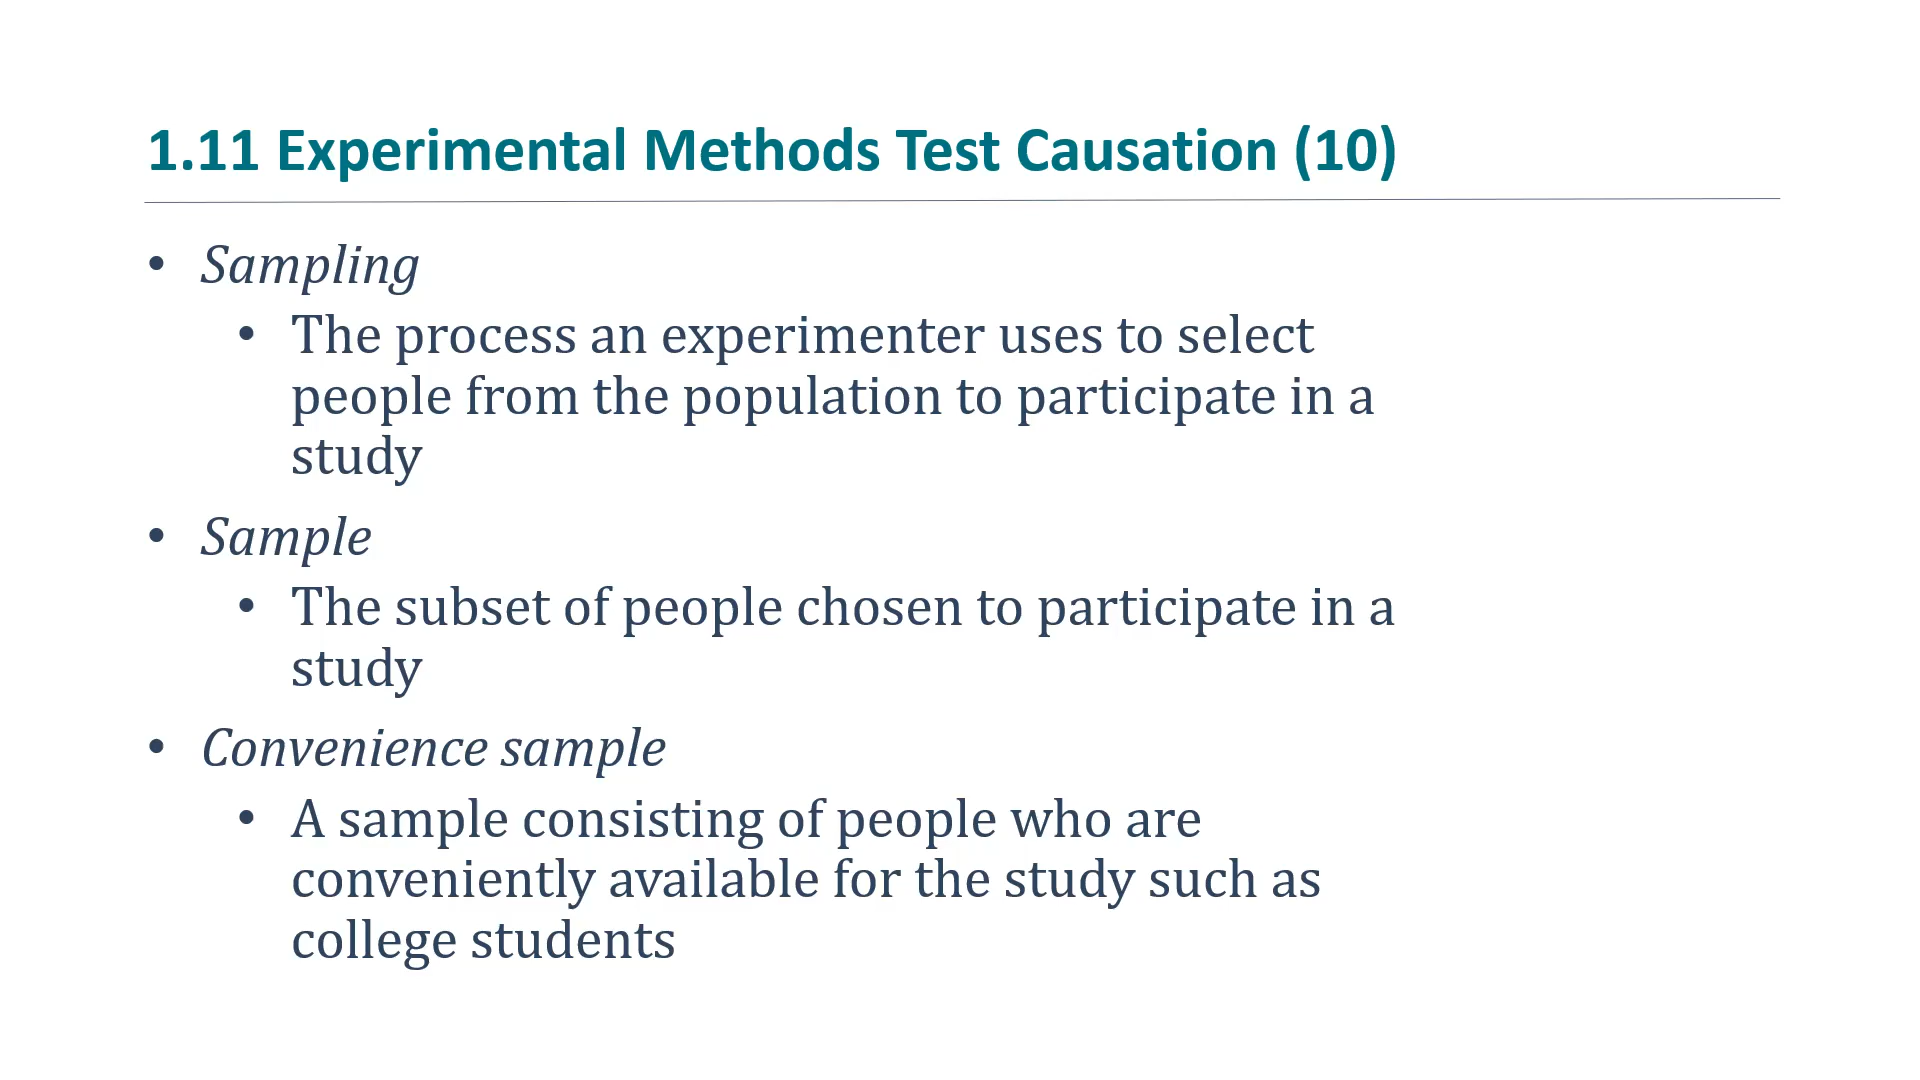 1.11 Experimental Methods Test Causation (10)
• Sampling
• The process an experimenter uses to select
people from the population to participate in a
study
• Sample
• The subset of people chosen to participate in a
study
• Convenience sample
• A sample consisting of people who are
conveniently available for the study such as
college students